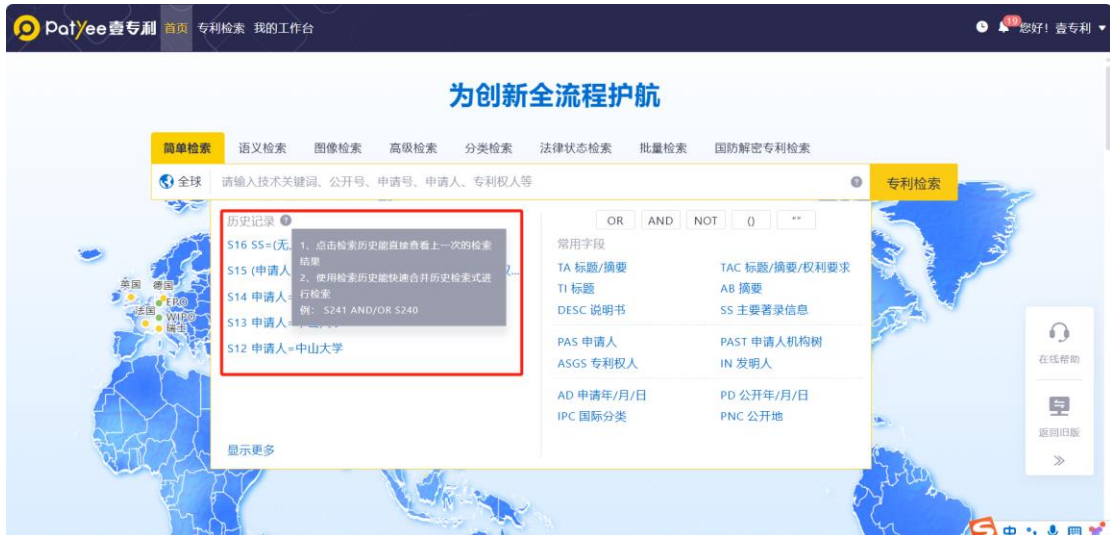 Patyee壹专利 首页 专利检索 我的工作台 19 您好！壹专利
为创新全流程护航
简单检索 语义检索 图像检索 高级检索 分类检索 法律状态检索 批量检索 国防解密专利检索
全球 请输入技术关键词、公开号、申请号、申请人、专利权人等 专利检索
历史记录
S16 SS=(无
S15 (申请人
S14 申请人=
S13 申请人=
S12 申请人=中山大学
显示更多
1、点击检索历史能直接查看上一次的检索
结果
2、使用检索历史能快速合并历史检索式进
行检索
例： S241 AND/OR S240
OR AND NOT () ""
常用字段
TA 标题/摘要 TAC 标题/摘要/权利要求
TI 标题 AB 摘要
DESC 说明书 SS 主要著录信息
PAS 申请人 PAST 申请人机构树
ASGS 专利权人 IN 发明人
AD 申请年/月/日 PD 公开年/月/日
IPC 国际分类 PNC 公开地
英国 德国
EPO
法国 WIPO
瑞士
在线帮助
返回旧版
中